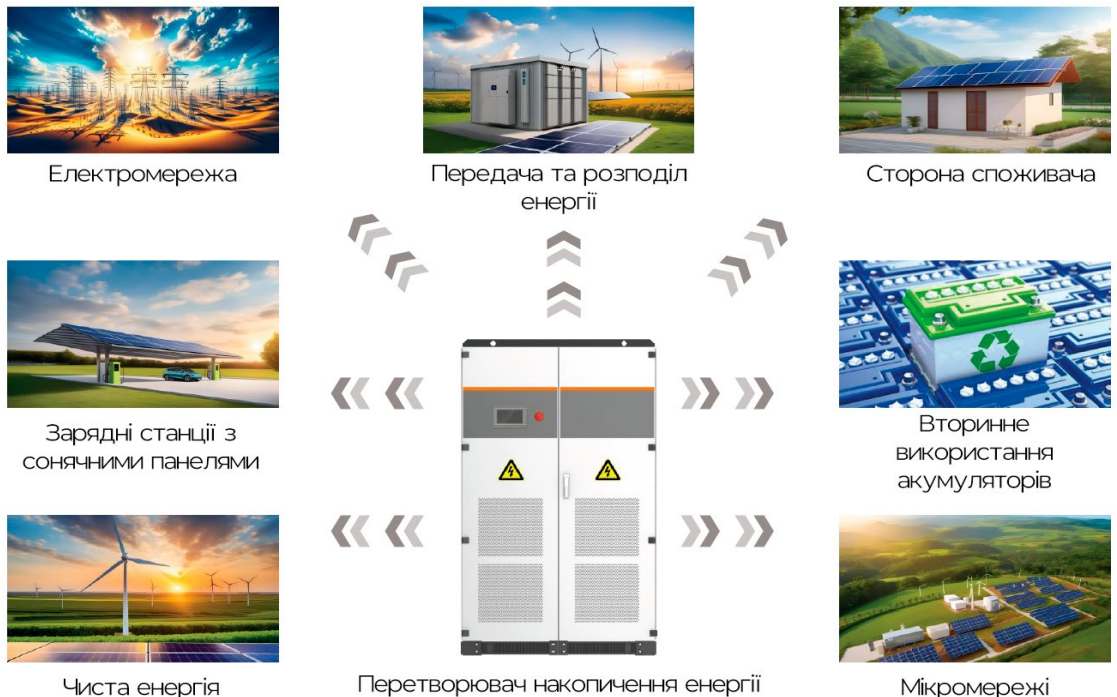 Електромережа
Передача та розподіл
енергії
Сторона споживача
Зарядні станції з
сонячними панелями
Вторинне
використання
акумуляторів
Чиста енергія
Перетворювач накопичення енергії
Мікромережі